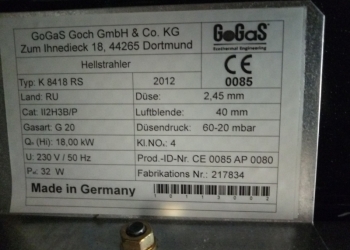 GoGaS Goch GmbH & Co. KG
Zum Ihnedieck 18, 44265 Dortmund
GoGaS
Ecothermal Engineering
Hellstrahler
CE
0085
Typ: K 8418 RS 2012
Land: RU Düse: 2,45 mm
Cat: II2H3B/P Luftblende: 40 mm
Gasart: G 20 Düsendruck: 60-20 mbar
Qₙ (Hi): 18,00 kW Kl.NOₓ: 4
U: 230 V / 50 Hz Prod.-ID-Nr. CE 0085 AP 0080
Pₑₗ: 32 W Fabrikations Nr.: 217834
Made in Germany